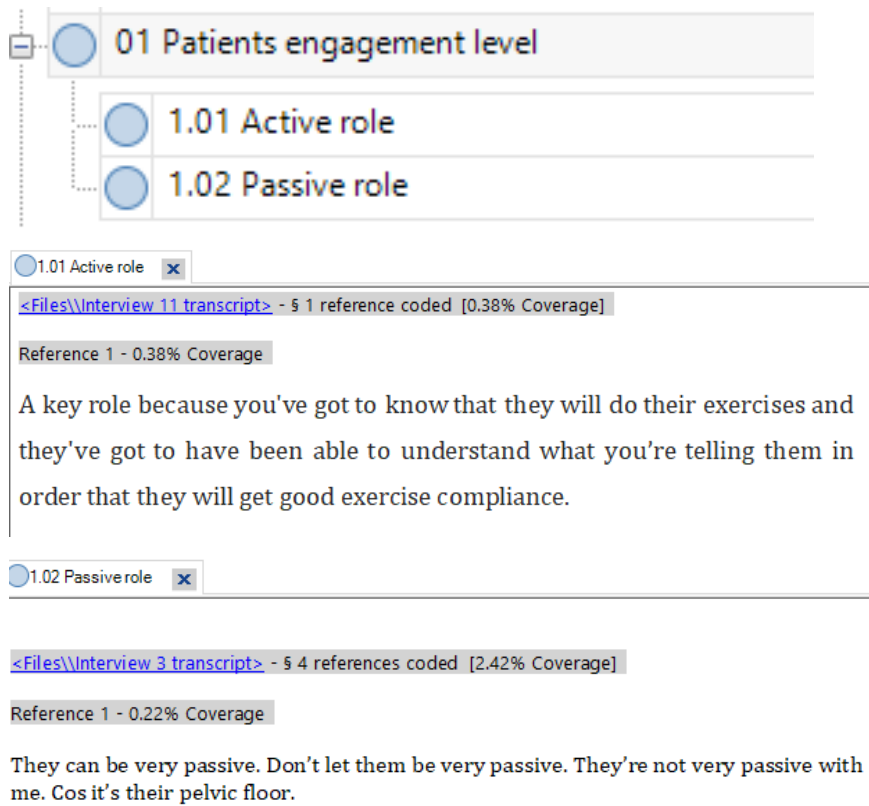 01 Patients engagement level
1.01 Active role
1.02 Passive role
1.01 Active role
<Files\\Interview 11 transcript> - § 1 reference coded [0.38% Coverage]
Reference 1 - 0.38% Coverage
A key role because you've got to know that they will do their exercises and
they've got to have been able to understand what you’re telling them in
order that they will get good exercise compliance.
1.02 Passive role
<Files\\Interview 3 transcript> - § 4 references coded [2.42% Coverage]
Reference 1 - 0.22% Coverage
They can be very passive. Don’t let them be very passive. They’re not very passive with
me. Cos it’s their pelvic floor.